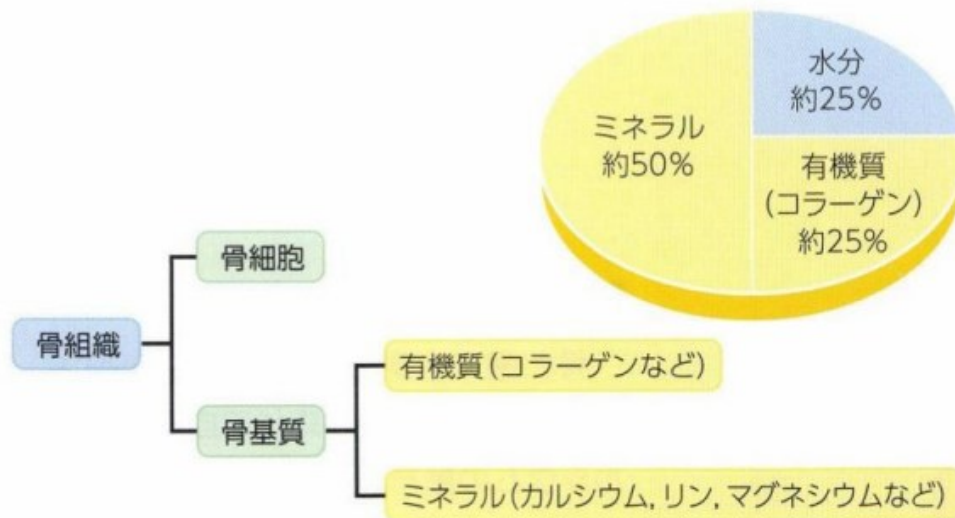 水分
約25%
ミネラル
約50%
有機質
(コラーゲン)
約25%
骨細胞
骨組織
有機質(コラーゲンなど)
骨基質
ミネラル(カルシウム, リン, マグネシウムなど)